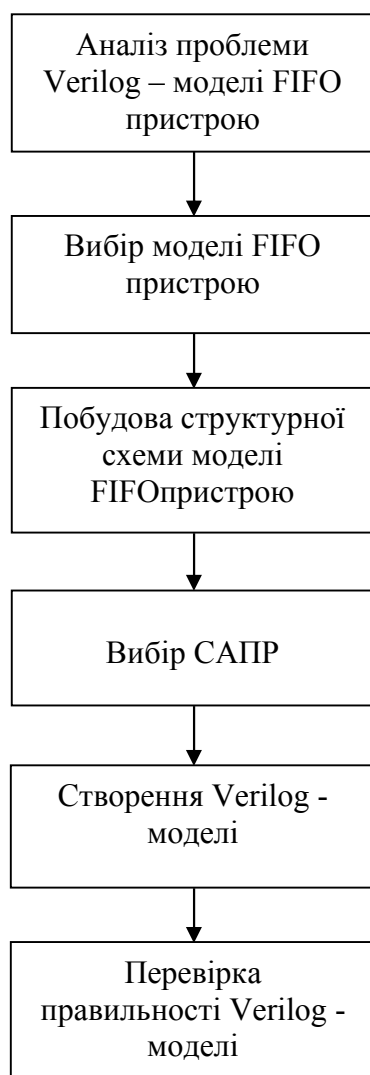 Аналіз проблеми
Verilog – моделі FIFO
пристрою
Вибір моделі FIFO
пристрою
Побудова структурної
схеми моделі
FIFOпристрою
Вибір САПР
Створення Verilog -
моделі
Перевірка
правильності Verilog -
моделі